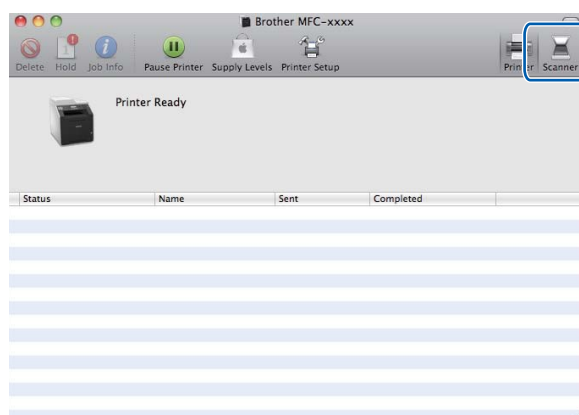 Brother MFC-xxxx
Delete Hold Job Info Pause Printer Supply Levels Printer Setup Printer Scanner
Printer Ready
Status Name Sent Completed